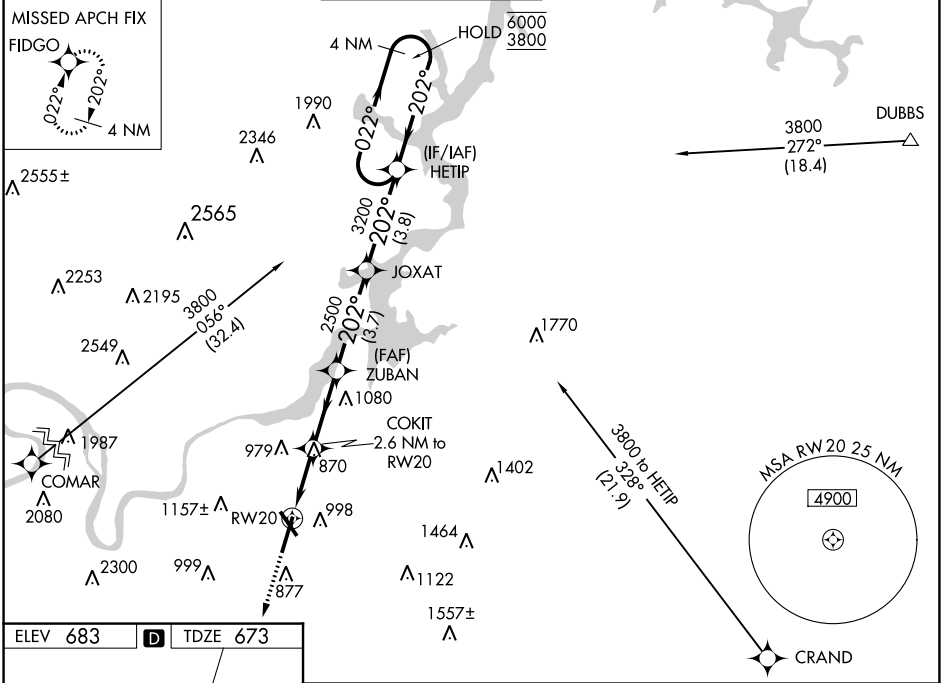 MISSED APCH FIX
FIDGO
022°
202°
4 NM
6000
3800
HOLD
4 NM
022°
202°
DUBBS
3800
272°
(18.4)
1990
2346
(IF/IAF)
HETIP
2555±
2565
3200
202°
(3.8)
JOXAT
2253
2195
3800
056°
(32.4)
2500
202°
(3.7)
1770
2549
(FAF)
ZUBAN
1080
COKIT
2.6 NM to
RW20
1987
979
870
COMAR
2080
1402
3800 to HETIP
328°
(21.9)
MSA RW20 25 NM
4900
1157±
RW20
998
1464
2300
999
877
1122
1557±
CRAND
ELEV 683
D
TDZE 673